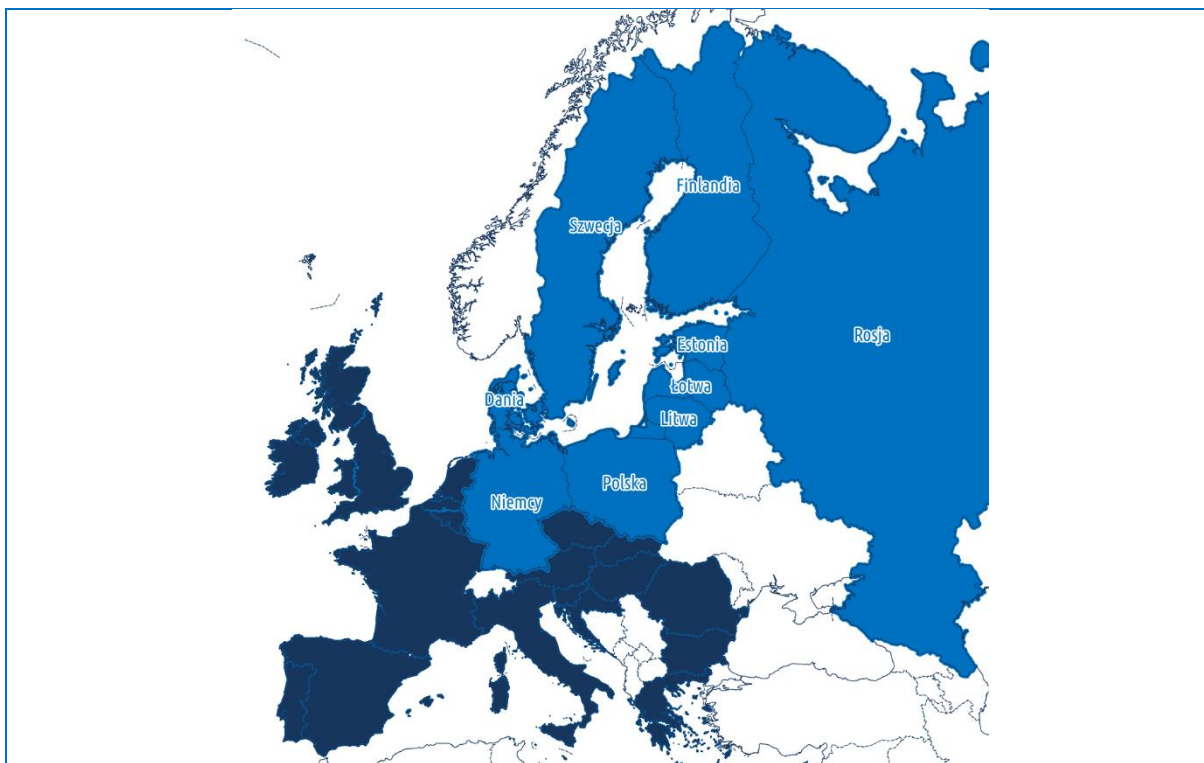 Finlandia
Szwecja
Rosja
Estonia
Łotwa
Dania
Litwa
Polska
Niemcy